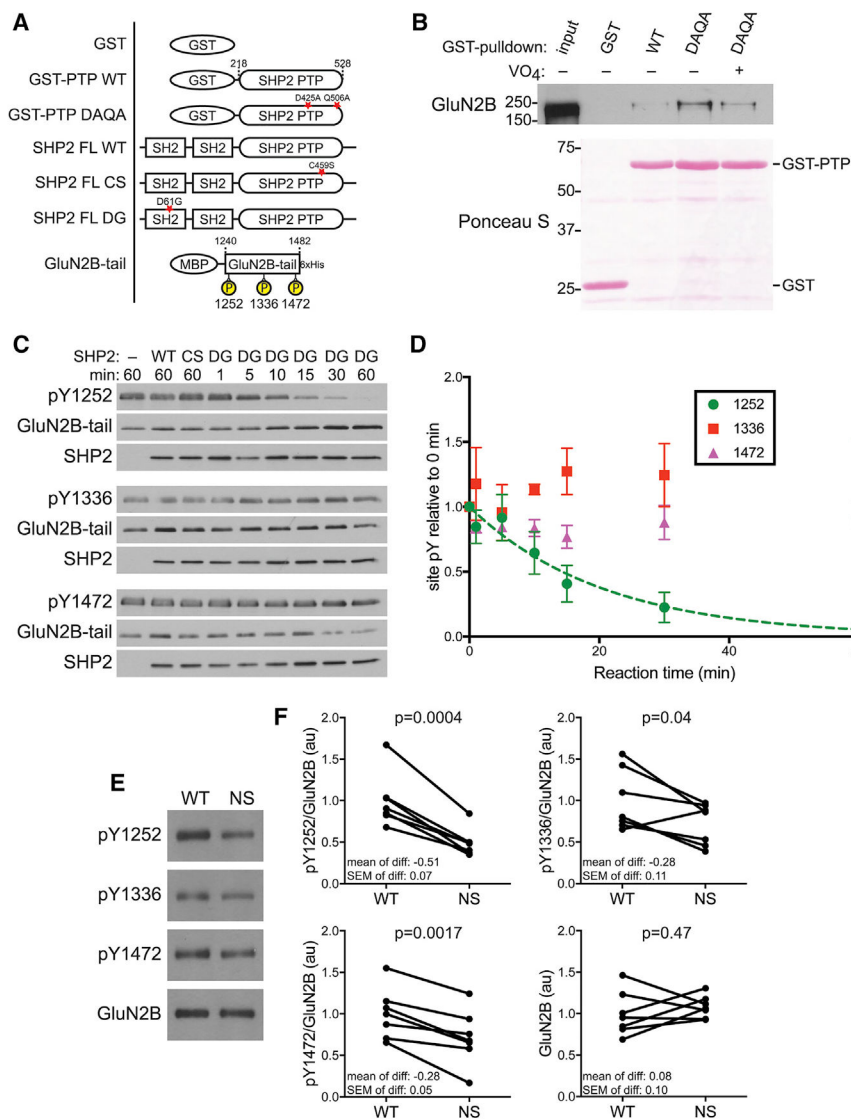 A
GST
GST
GST-PTP WT
GST
218
528
SHP2 PTP
GST-PTP DAQA
GST
D425A
Q506A
SHP2 PTP
SHP2 FL WT
SH2
SH2
SHP2 PTP
SHP2 FL CS
SH2
SH2
C459S
SHP2 PTP
SHP2 FL DG
D61G
SH2
SH2
SHP2 PTP
GluN2B-tail
MBP
1240
1482
GluN2B-tail
6xHis
P
P
P
1252
1336
1472
B
GST-pulldown:
input
GST
WT
DAQA
DAQA
VO4:
–
–
–
–
+
GluN2B
250
150
75
50
37
25
Ponceau S
GST-PTP
GST
C
SHP2: – WT CS DG DG DG DG DG DG
min: 60 60 60 1 5 10 15 30 60
pY1252
GluN2B-tail
SHP2
pY1336
GluN2B-tail
SHP2
pY1472
GluN2B-tail
SHP2
D
2.0
1.5
1.0
0.5
0.0
site pY relative to 0 min
1252
1336
1472
0
20
40
Reaction time (min)
E
WT NS
pY1252
pY1336
pY1472
GluN2B
F
p=0.0004
pY1252/GluN2B (au)
2.0
1.5
1.0
0.5
0.0
mean of diff: -0.51
SEM of diff: 0.07
WT
NS
p=0.04
pY1336/GluN2B (au)
2.0
1.5
1.0
0.5
0.0
mean of diff: -0.28
SEM of diff: 0.11
WT
NS
p=0.0017
pY1472/GluN2B (au)
2.0
1.5
1.0
0.5
0.0
mean of diff: -0.28
SEM of diff: 0.05
WT
NS
p=0.47
GluN2B (au)
2.0
1.5
1.0
0.5
0.0
mean of diff: 0.08
SEM of diff: 0.10
WT
NS